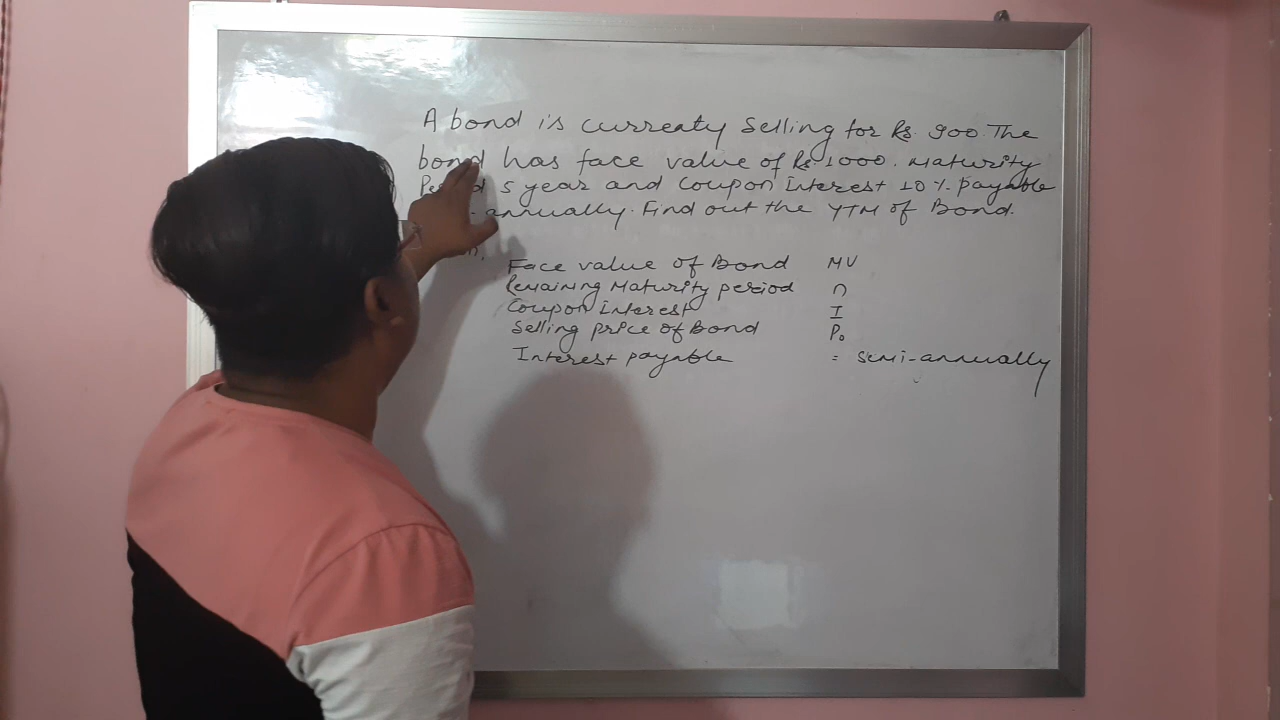 A bond is currenty selling for Rs. 900. The
bond has face value of Rs. 1000. Maturity
5 year and Coupon Interest 10%. payable
annually. Find out the YTM of Bond.
Face value of Bond MV
Remaining Maturity period n
Coupon Interest I
Selling price of Bond P₀
Interest payable = semi-annually